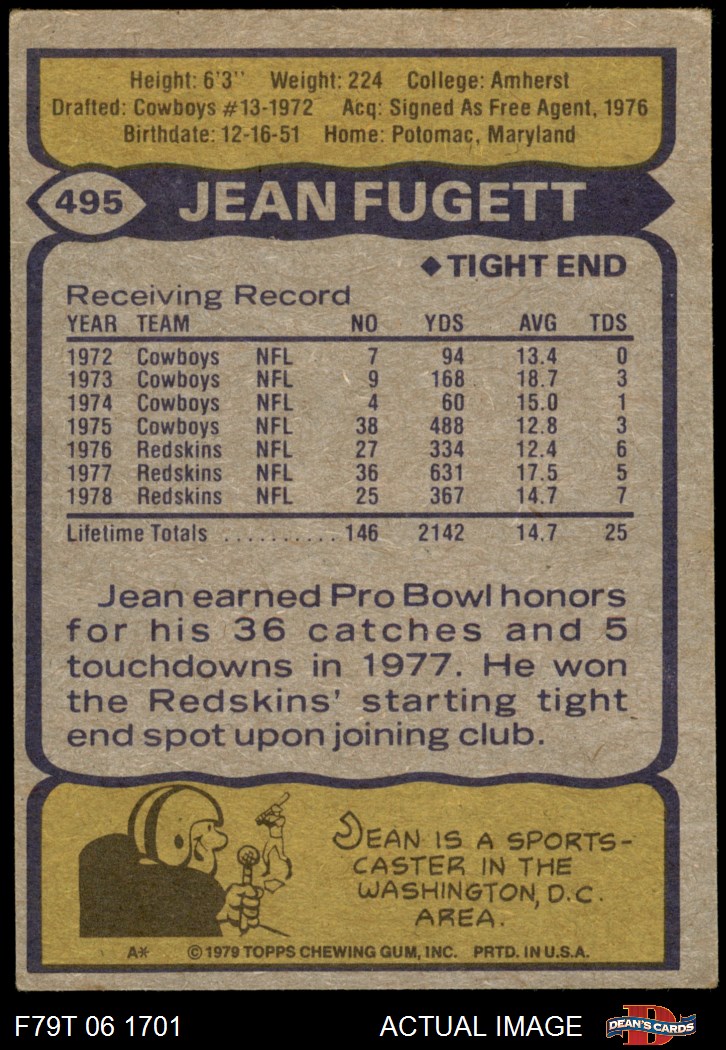 Height: 6'3'' Weight: 224 College: Amherst
Drafted: Cowboys #13-1972 Acq: Signed As Free Agent, 1976
Birthdate: 12-16-51 Home: Potomac, Maryland
495 JEAN FUGETT
◆ TIGHT END
Receiving Record
YEAR TEAM NO YDS AVG TDS
1972 Cowboys NFL 7 94 13.4 0
1973 Cowboys NFL 9 168 18.7 3
1974 Cowboys NFL 4 60 15.0 1
1975 Cowboys NFL 38 488 12.8 3
1976 Redskins NFL 27 334 12.4 6
1977 Redskins NFL 36 631 17.5 5
1978 Redskins NFL 25 367 14.7 7
Lifetime Totals .......... 146 2142 14.7 25
Jean earned Pro Bowl honors
for his 36 catches and 5
touchdowns in 1977. He won
the Redskins' starting tight
end spot upon joining club.
JEAN IS A SPORTS-
CASTER IN THE
WASHINGTON, D.C.
AREA.
A* © 1979 TOPPS CHEWING GUM, INC. PRTD. IN U.S.A.
F79T 06 1701 ACTUAL IMAGE DEAN'S CARDS